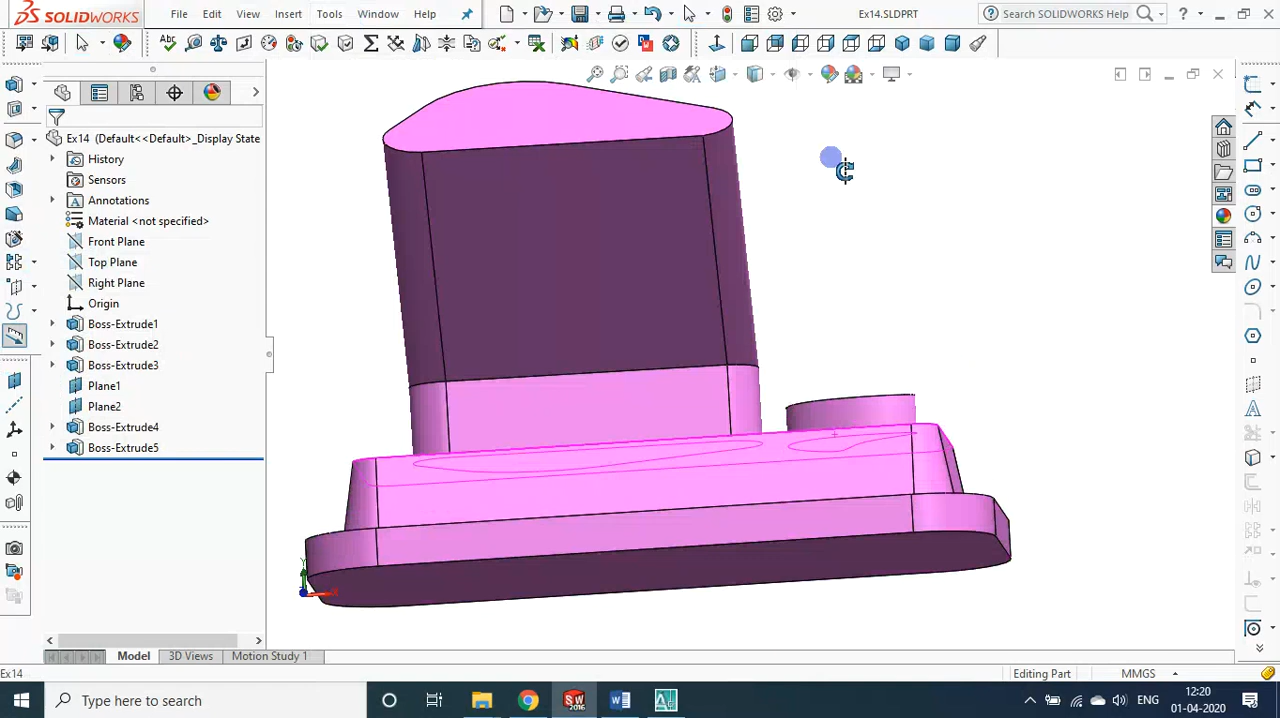 SOLIDWORKS File Edit View Insert Tools Window Help Ex14.SLDPRT Search SOLIDWORKS Help ?
Ex14 (Default<<Default>_Display State
History
Sensors
Annotations
Material <not specified>
Front Plane
Top Plane
Right Plane
Origin
Boss-Extrude1
Boss-Extrude2
Boss-Extrude3
Plane1
Plane2
Boss-Extrude4
Boss-Extrude5
Model 3D Views Motion Study 1
Ex14 Editing Part MMGS
Type here to search ENG 12:20
01-04-2020